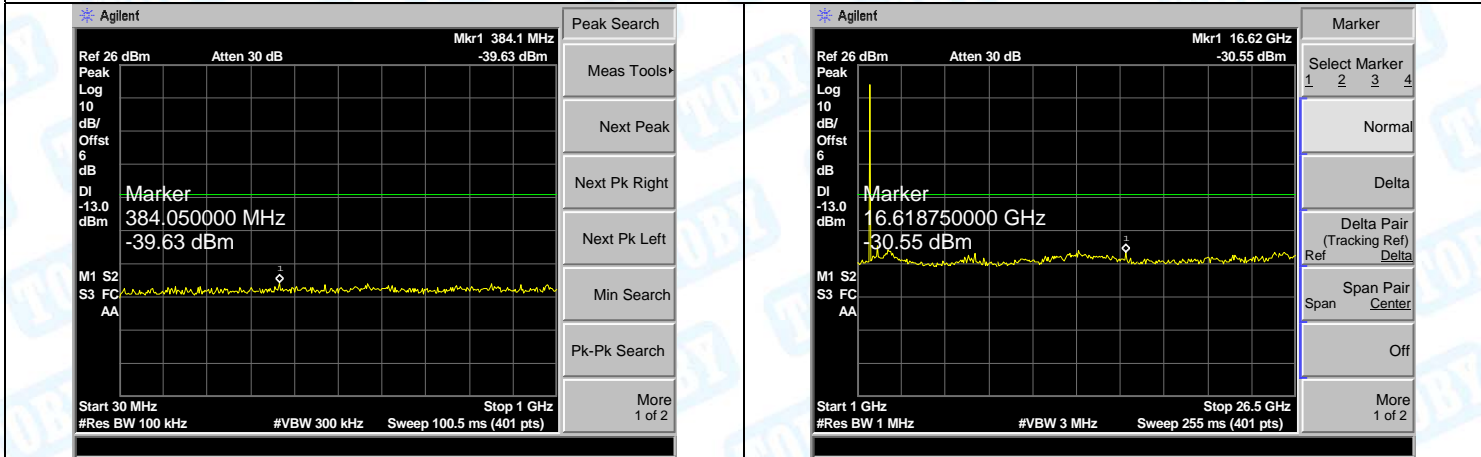 Agilent
Peak Search
Mkr1 384.1 MHz
Ref 26 dBm Atten 30 dB -39.63 dBm
Peak
Log
10
dB/
Offst
6
dB
DI
-13.0
dBm
Marker
384.050000 MHz
-39.63 dBm
1
M1 S2
S3 FC
AA
Start 30 MHz Stop 1 GHz
#Res BW 100 kHz #VBW 300 kHz Sweep 100.5 ms (401 pts)
Meas Tools
Next Peak
Next Pk Right
Next Pk Left
Min Search
Pk-Pk Search
More
1 of 2
Agilent
Marker
Mkr1 16.62 GHz
Ref 26 dBm Atten 30 dB -30.55 dBm
Peak
Log
10
dB/
Offst
6
dB
DI
-13.0
dBm
Marker
16.618750000 GHz
-30.55 dBm
1
M1 S2
S3 FC
AA
Start 1 GHz Stop 26.5 GHz
#Res BW 1 MHz #VBW 3 MHz Sweep 255 ms (401 pts)
Select Marker
1 2 3 4
Normal
Delta
Delta Pair
(Tracking Ref)
Ref Delta
Span Pair
Span Center
Off
More
1 of 2
TOBY